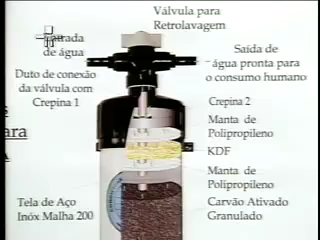 Válvula para
Retrolavagem
Entrada
de água
Saída de
água pronta para
o consumo humano
Duto de conexão
da válvula com
Crepina 1
Crepina 2
Manta de
Polipropileno
KDF
Manta de
Polipropileno
Tela de Aço
Inóx Malha 200
Carvão Ativado
Granulado
ara